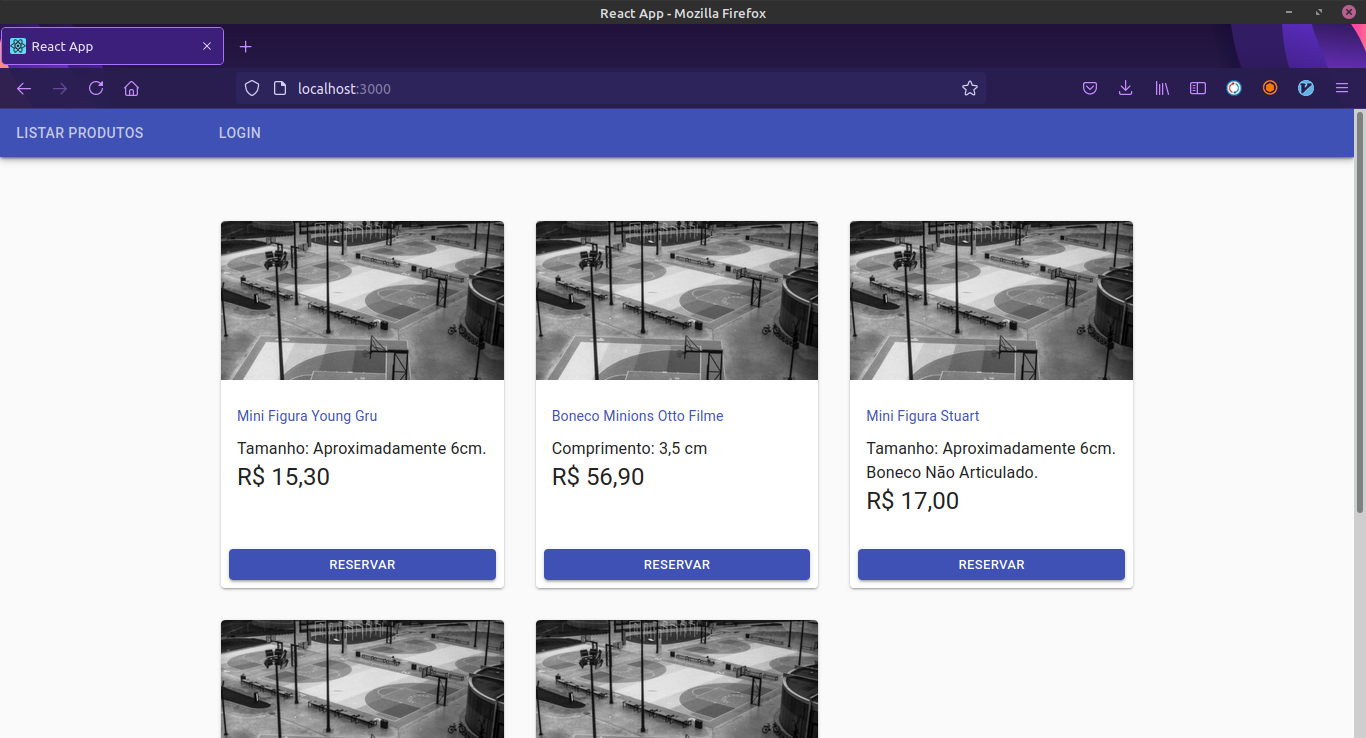 React App - Mozilla Firefox
React App
localhost:3000
LISTAR PRODUTOS LOGIN
Mini Figura Young Gru
Tamanho: Aproximadamente 6cm.
R$ 15,30
RESERVAR
Boneco Minions Otto Filme
Comprimento: 3,5 cm
R$ 56,90
RESERVAR
Mini Figura Stuart
Tamanho: Aproximadamente 6cm.
Boneco Não Articulado.
R$ 17,00
RESERVAR